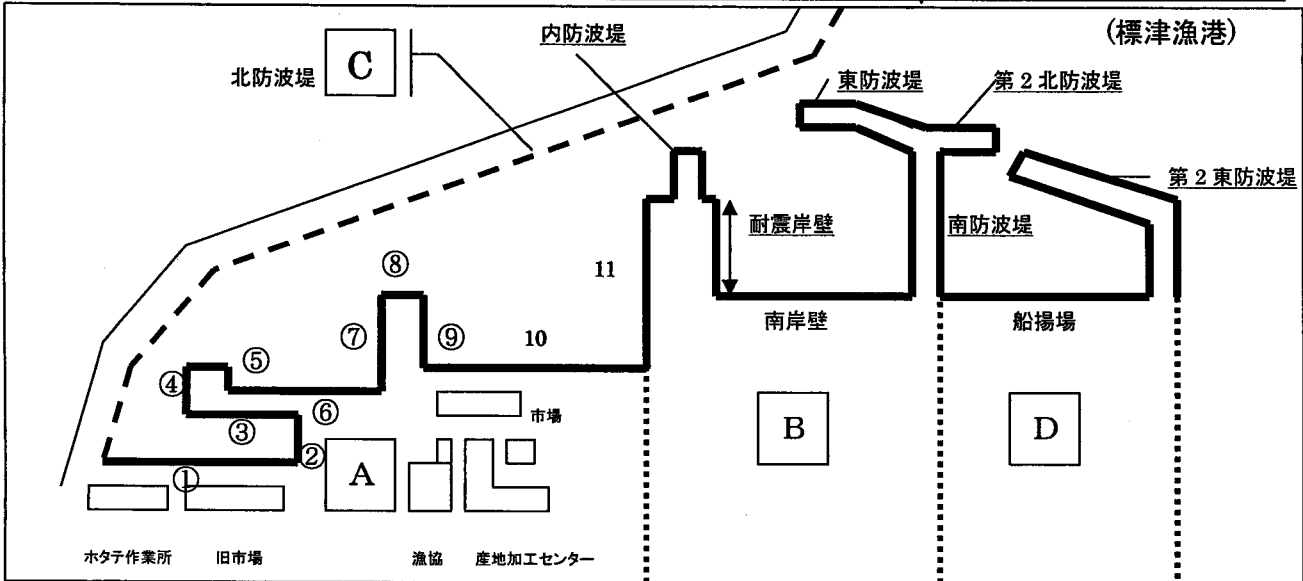 (標津漁港)
内防波堤
C
北防波堤
東防波堤
第2北防波堤
第2東防波堤
耐震岸壁
南防波堤
⑧
11
南岸壁
船揚場
⑦
⑨
10
⑤
④
⑥
市場
③
B
D
②
A
①
ホタテ作業所
旧市場
漁協
産地加工センター